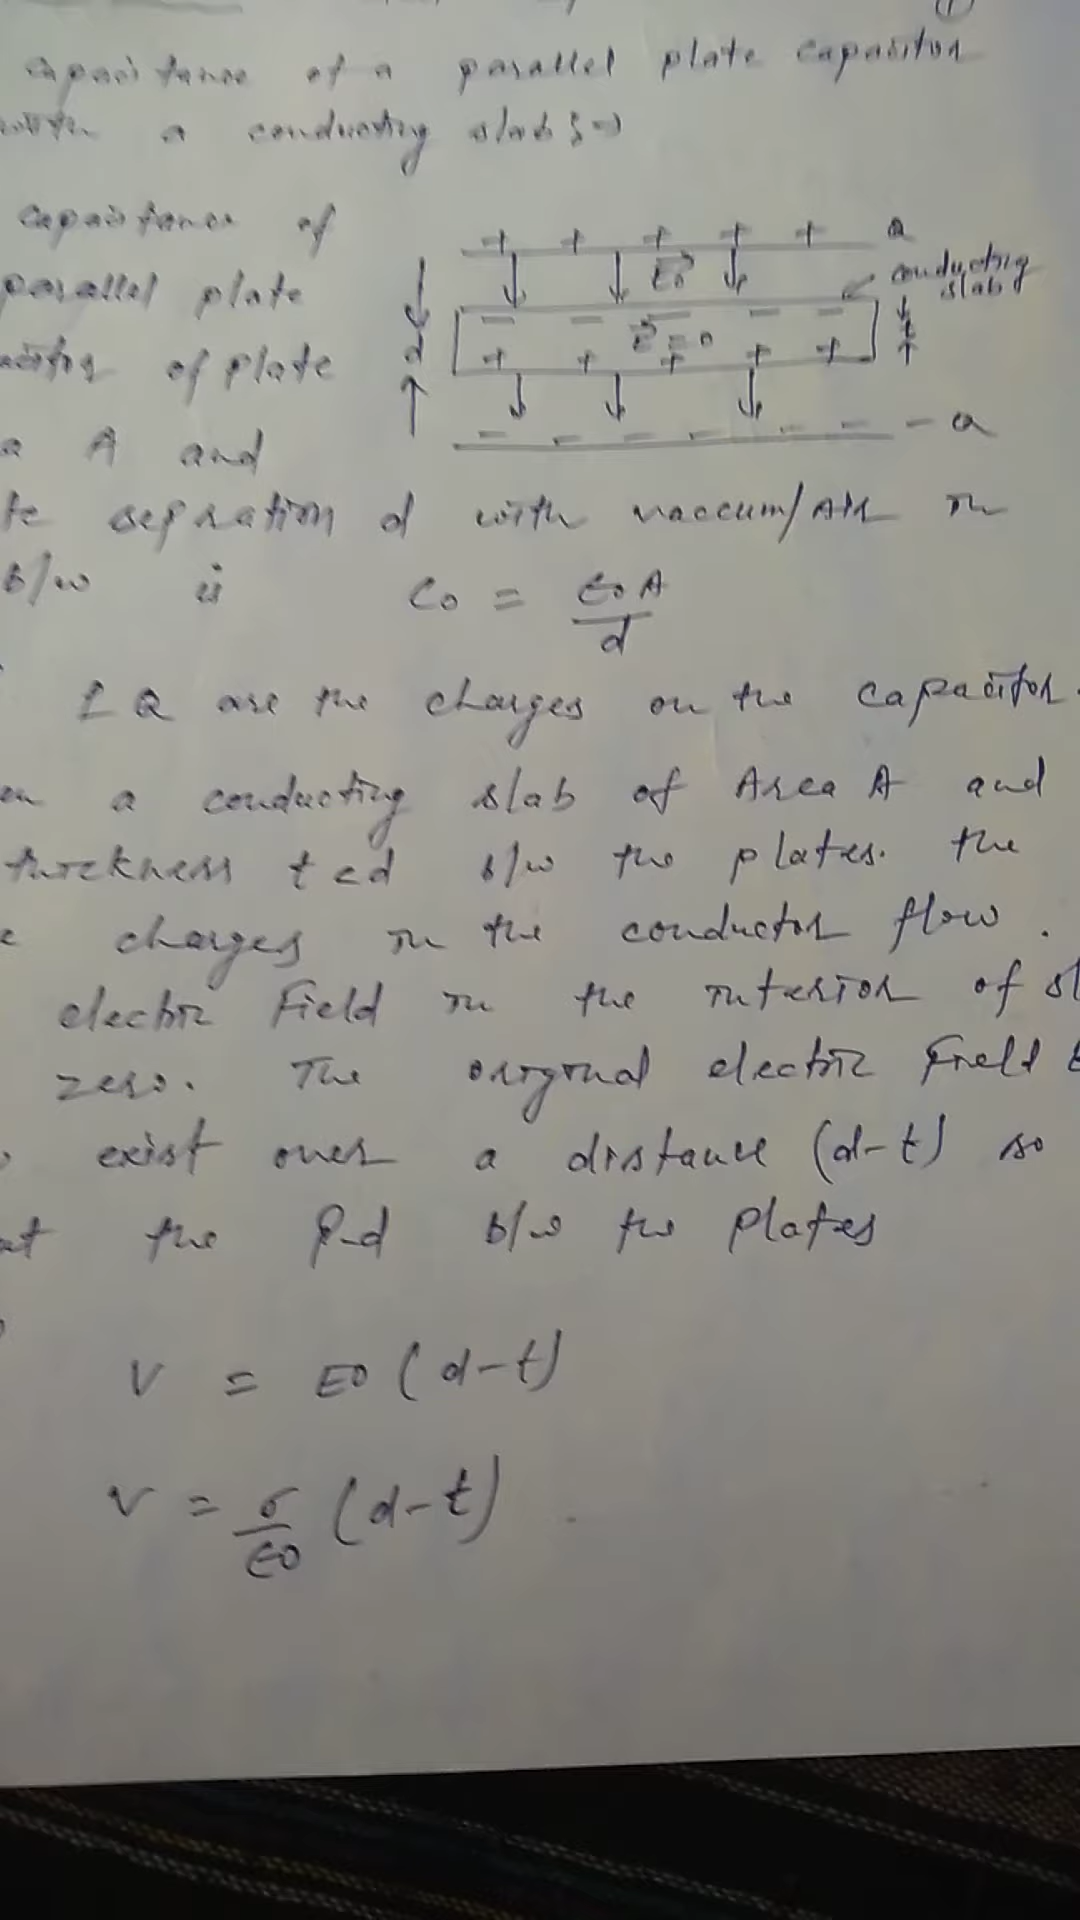 capacitance of a parallel plate capacitor
with a conducting slab :⇒
capacitance of
parallel plate
of plate
A and
sepration d with vaccum/Air in
b/w is C0 = ε0 A / d
± Q are the charges on the capacitor.
a conducting slab of Area A and
thickness t < d b/w the plates. the
charges in the conductor flow.
electric Field in the interior of
zero. The original electric field
exist over a distance (d-t) so
the P.d b/w the plates
V = E0 (d-t)
V = σ/ε0 (d-t)
+ + + + + Q
E0
conducting
slab
d
- - - - -
E = 0
t
+ + + + +
- - - - - - - Q